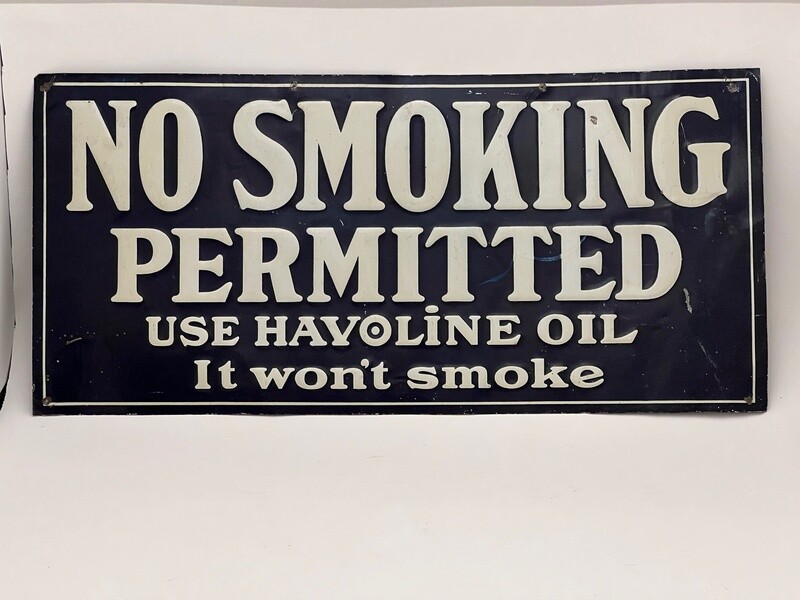 NO SMOKING
PERMITTED
USE HAVOLiNE OIL
It won't smoke